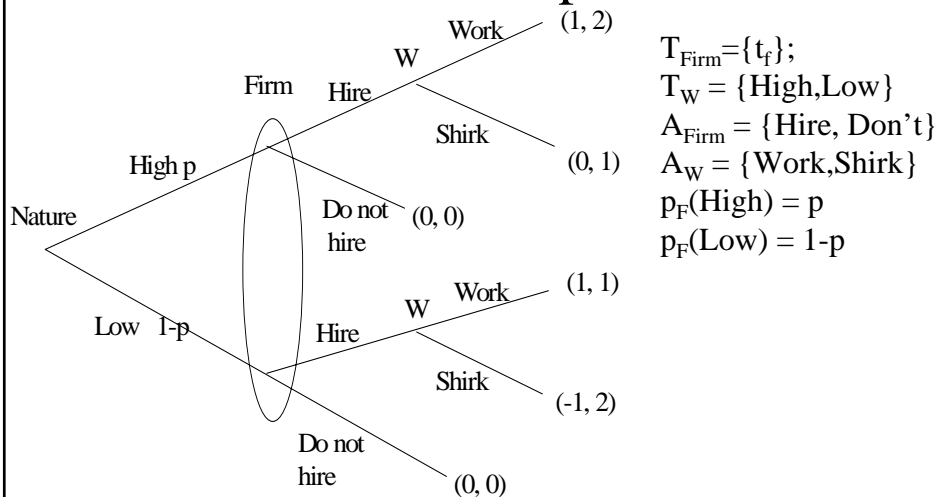 Work
(1, 2)
W
Firm
Hire
Shirk
High p
(0, 1)
Nature
Do not
hire
(0, 0)
Work
(1, 1)
W
Low 1-p
Hire
Shirk
(-1, 2)
Do not
hire
(0, 0)
T_Firm={t_f};
T_W = {High,Low}
A_Firm = {Hire, Don't}
A_W = {Work,Shirk}
p_F(High) = p
p_F(Low) = 1-p